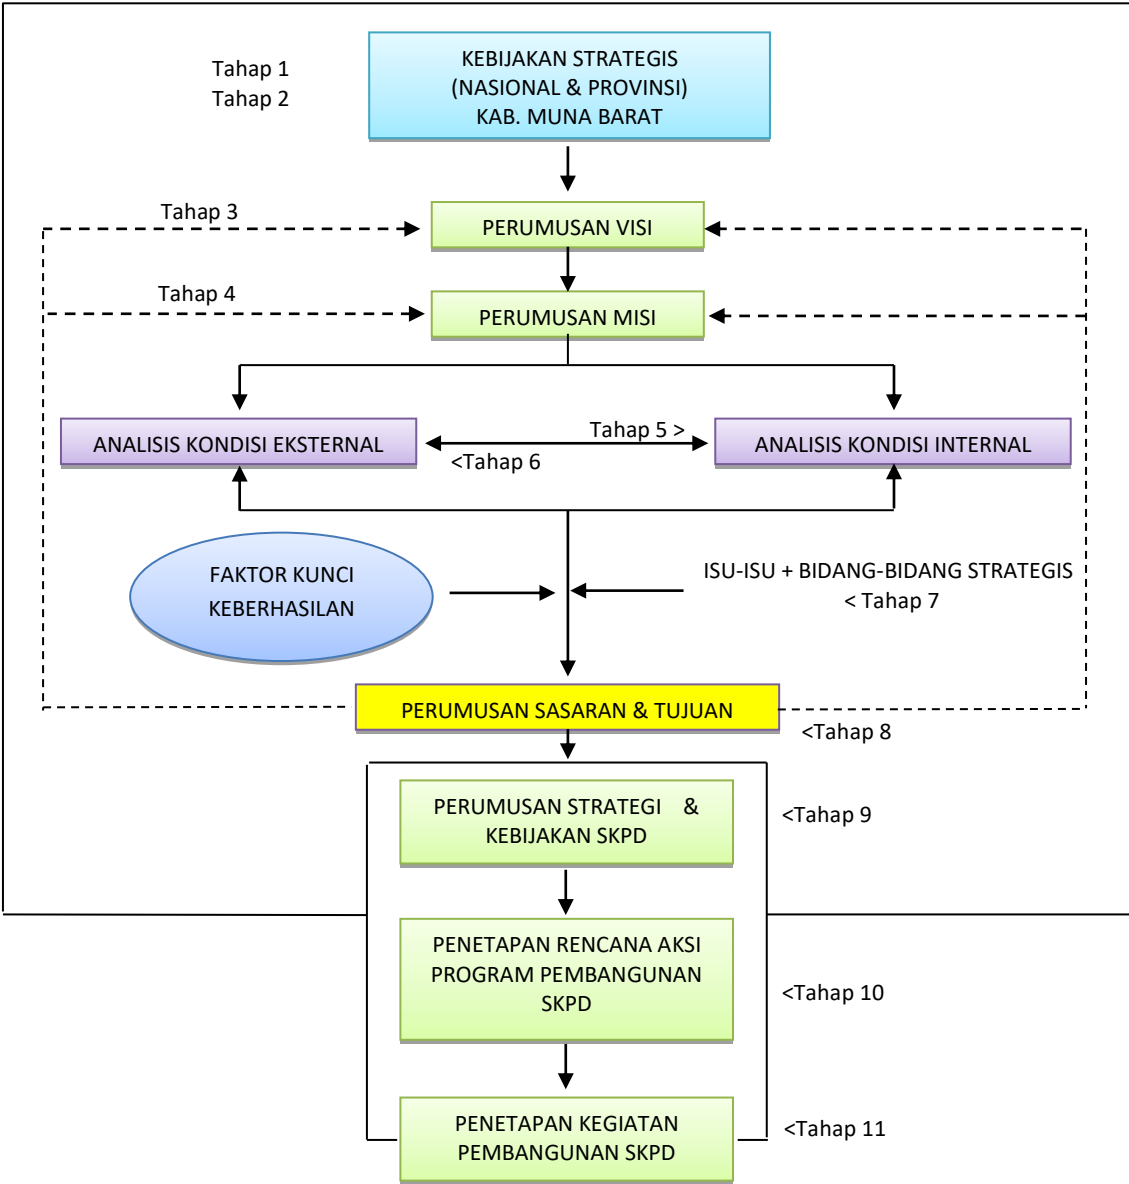 Tahap 1
Tahap 2
KEBIJAKAN STRATEGIS
(NASIONAL & PROVINSI)
KAB. MUNA BARAT
Tahap 3
PERUMUSAN VISI
Tahap 4
PERUMUSAN MISI
ANALISIS KONDISI EKSTERNAL
Tahap 5 >
<Tahap 6
ANALISIS KONDISI INTERNAL
FAKTOR KUNCI
KEBERHASILAN
ISU-ISU + BIDANG-BIDANG STRATEGIS
< Tahap 7
PERUMUSAN SASARAN & TUJUAN
<Tahap 8
PERUMUSAN STRATEGI &
KEBIJAKAN SKPD
<Tahap 9
PENETAPAN RENCANA AKSI
PROGRAM PEMBANGUNAN
SKPD
<Tahap 10
PENETAPAN KEGIATAN
PEMBANGUNAN SKPD
<Tahap 11